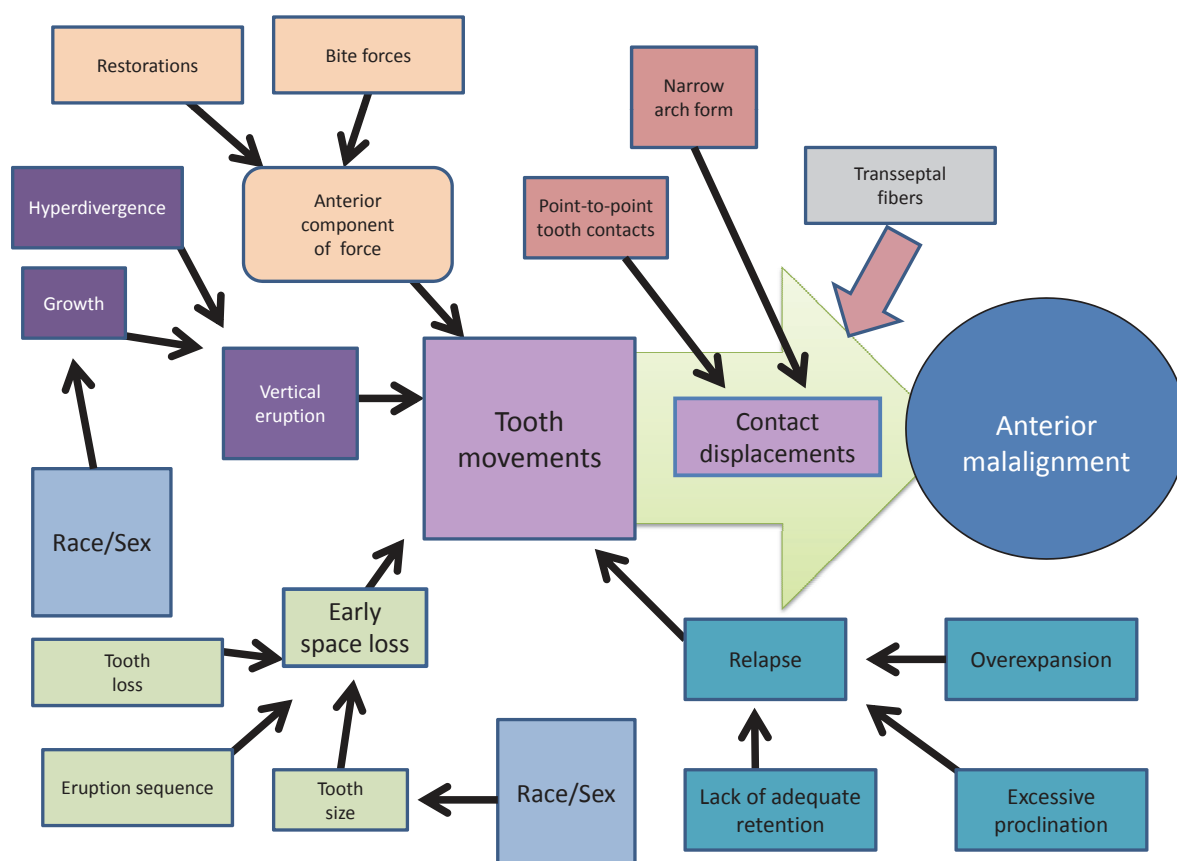 Restorations
Bite forces
Narrow
arch form
Transseptal
fibers
Hyperdivergence
Anterior
component
of force
Point-to-point
tooth contacts
Growth
Vertical
eruption
Tooth
movements
Contact
displacements
Anterior
malalignment
Race/Sex
Early
space loss
Tooth
loss
Relapse
Overexpansion
Eruption sequence
Tooth
size
Race/Sex
Lack of adequate
retention
Excessive
proclination